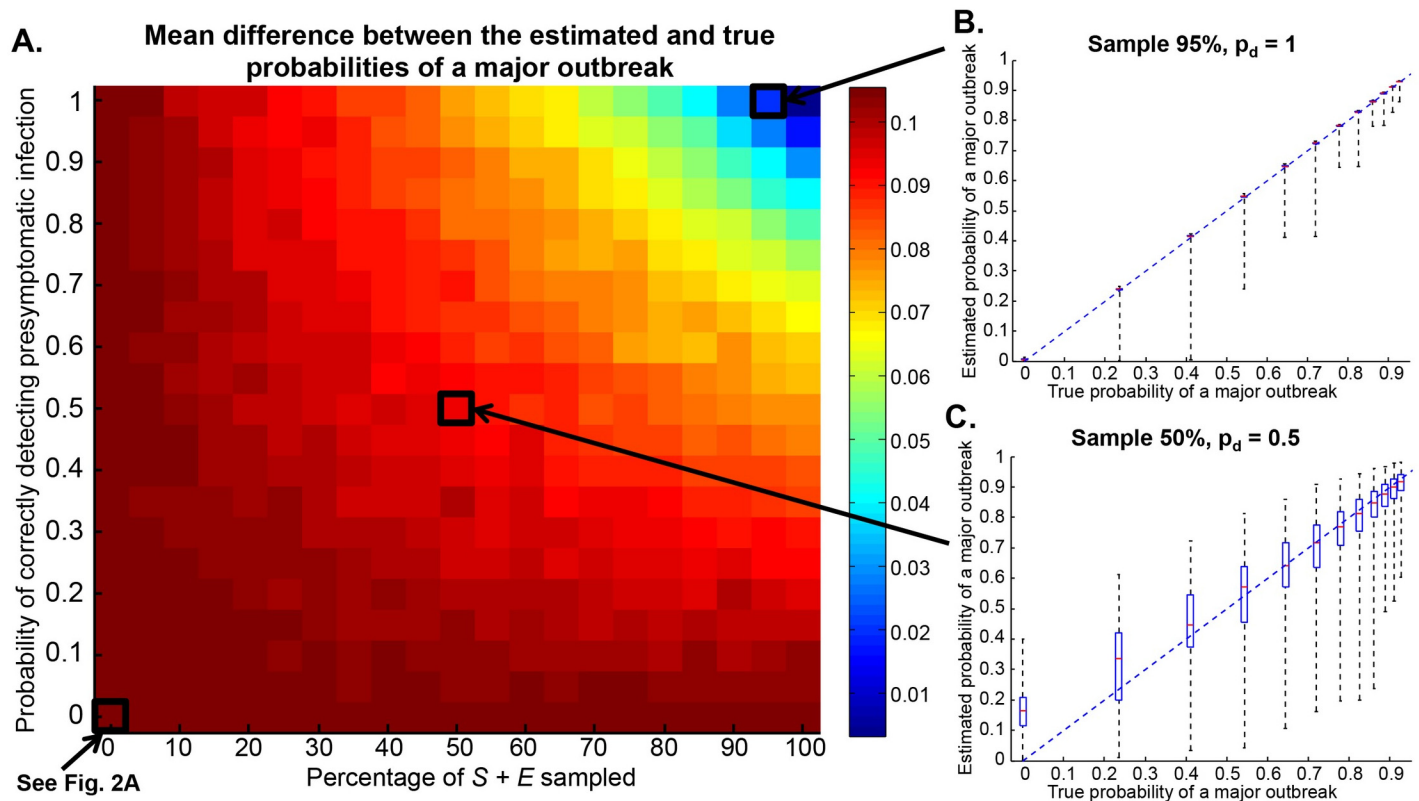 A.
Mean difference between the estimated and true
probabilities of a major outbreak
Probability of correctly detecting presymptomatic infection
1
0.9
0.8
0.7
0.6
0.5
0.4
0.3
0.2
0.1
0
0 10 20 30 40 50 60 70 80 90 100
Percentage of S + E sampled
See Fig. 2A
0.1
0.09
0.08
0.07
0.06
0.05
0.04
0.03
0.02
0.01
B.
Sample 95%, pd = 1
Estimated probability of a major outbreak
1
0.9
0.8
0.7
0.6
0.5
0.4
0.3
0.2
0.1
0
0 0.1 0.2 0.3 0.4 0.5 0.6 0.7 0.8 0.9
True probability of a major outbreak
C.
Sample 50%, pd = 0.5
Estimated probability of a major outbreak
1
0.9
0.8
0.7
0.6
0.5
0.4
0.3
0.2
0.1
0
0 0.1 0.2 0.3 0.4 0.5 0.6 0.7 0.8 0.9
True probability of a major outbreak